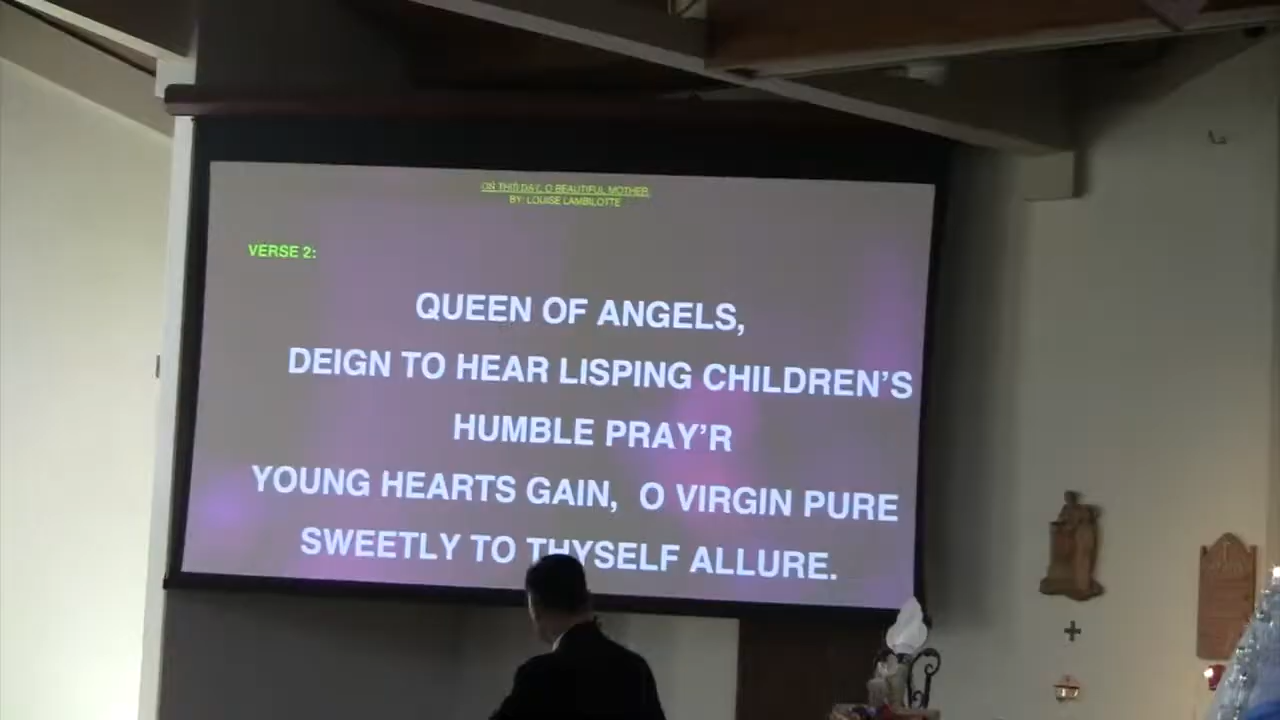 ON THIS DAY, O BEAUTIFUL MOTHER
BY: LOUISE LAMBILOTTE
VERSE 2:
QUEEN OF ANGELS,
DEIGN TO HEAR LISPING CHILDREN'S
HUMBLE PRAY'R
YOUNG HEARTS GAIN, O VIRGIN PURE
SWEETLY TO THYSELF ALLURE.